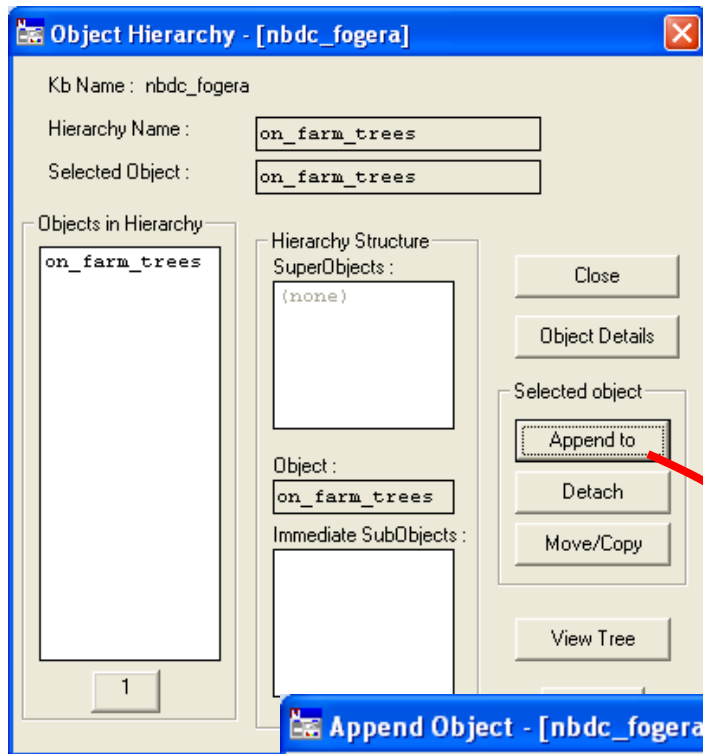 Object Hierarchy - [nbdc_fogera]
Kb Name : nbdc_fogera
Hierarchy Name : on_farm_trees
Selected Object : on_farm_trees
Objects in Hierarchy
on_farm_trees
1
Hierarchy Structure
SuperObjects :
(none)
Object :
on_farm_trees
Immediate SubObjects :
Close
Object Details
Selected object
Append to
Detach
Move/Copy
View Tree
Append Object - [nbdc_fogera